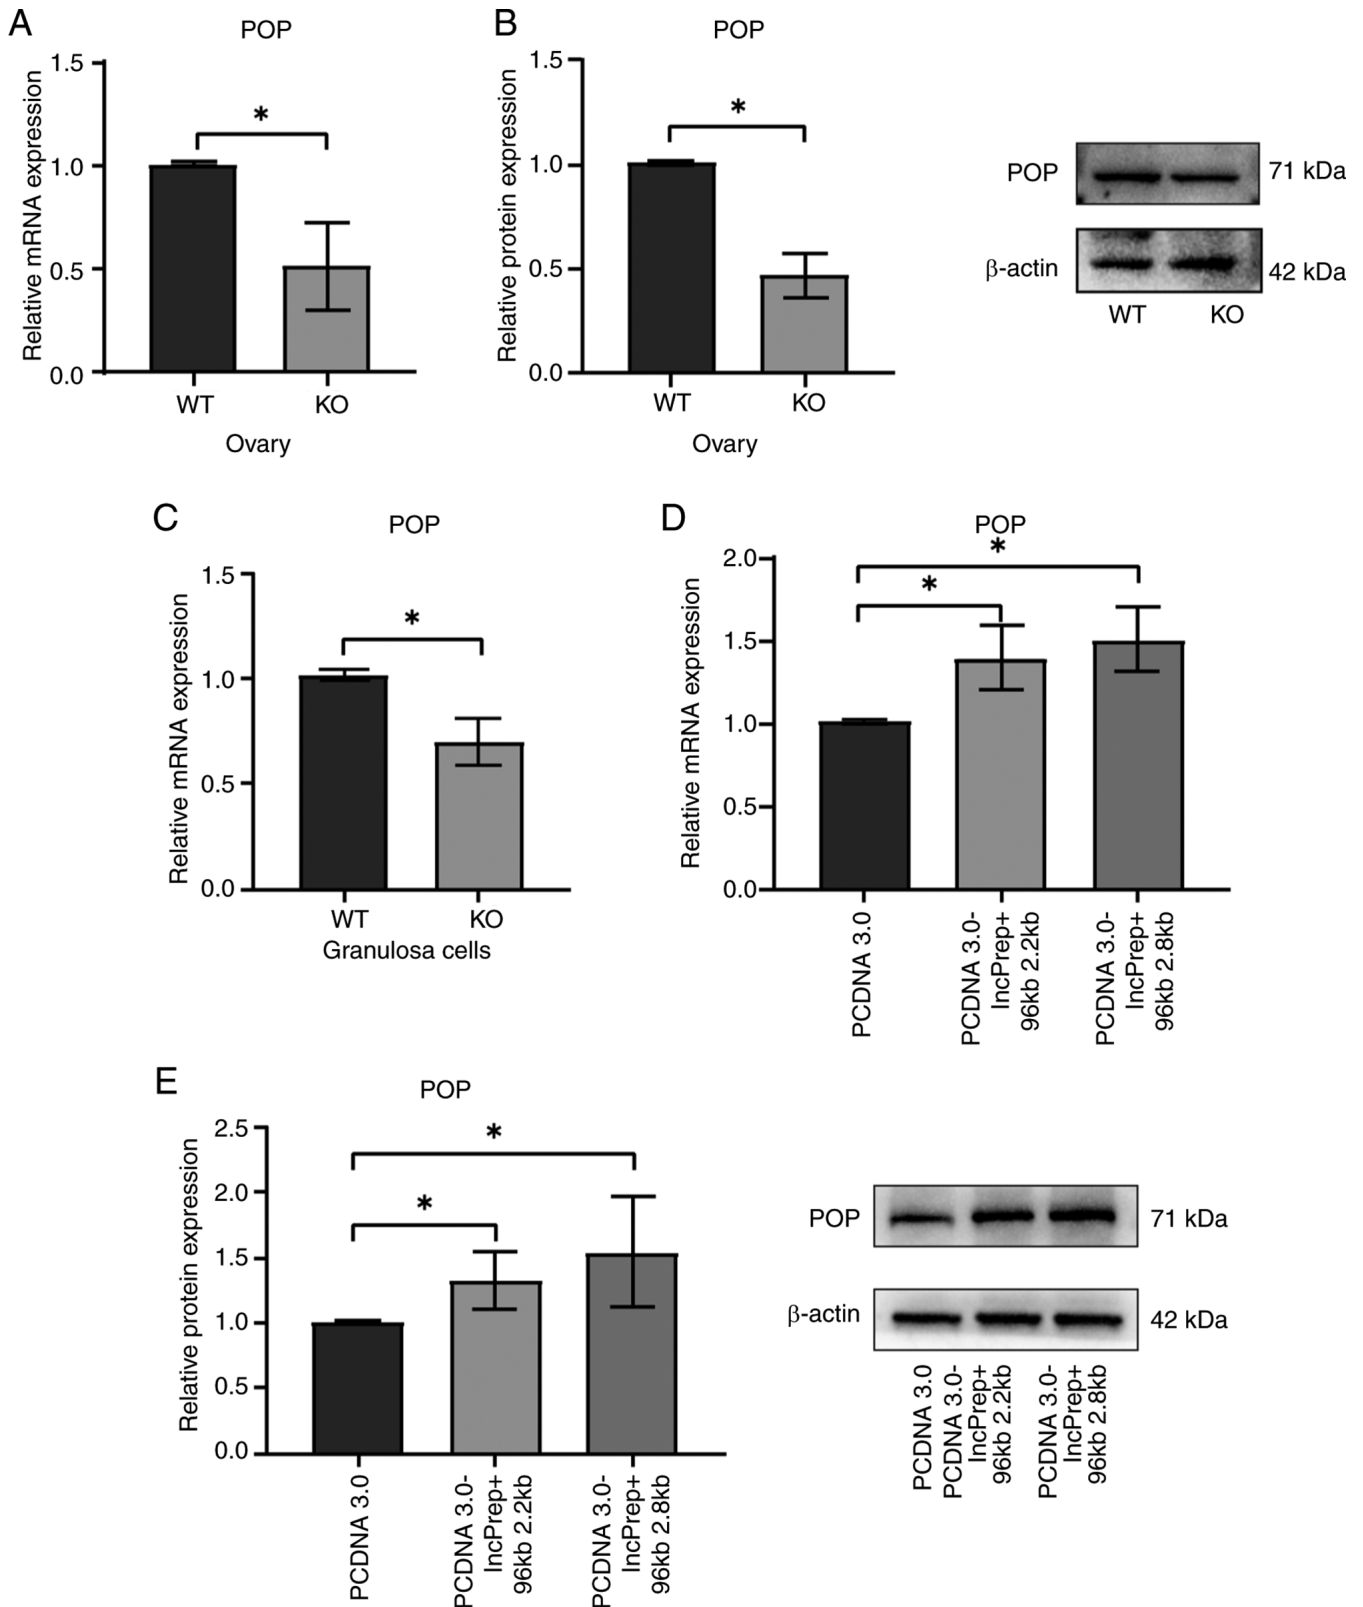 A
POP
Relative mRNA expression
1.5
1.0
0.5
0.0
*
WT
KO
Ovary
B
POP
Relative protein expression
1.5
1.0
0.5
0.0
*
WT
KO
Ovary
POP
71 kDa
β-actin
42 kDa
WT
KO
C
POP
Relative mRNA expression
1.5
1.0
0.5
0.0
*
WT
KO
Granulosa cells
D
POP
Relative mRNA expression
2.0
1.5
1.0
0.5
0.0
*
*
PCDNA 3.0
PCDNA 3.0-
lncPrep+
96kb 2.2kb
PCDNA 3.0-
lncPrep+
96kb 2.8kb
E
POP
Relative protein expression
2.5
2.0
1.5
1.0
0.5
0.0
*
*
PCDNA 3.0
PCDNA 3.0-
lncPrep+
96kb 2.2kb
PCDNA 3.0-
lncPrep+
96kb 2.8kb
POP
71 kDa
β-actin
42 kDa
PCDNA 3.0
PCDNA 3.0-
lncPrep+
96kb 2.2kb
PCDNA 3.0-
lncPrep+
96kb 2.8kb